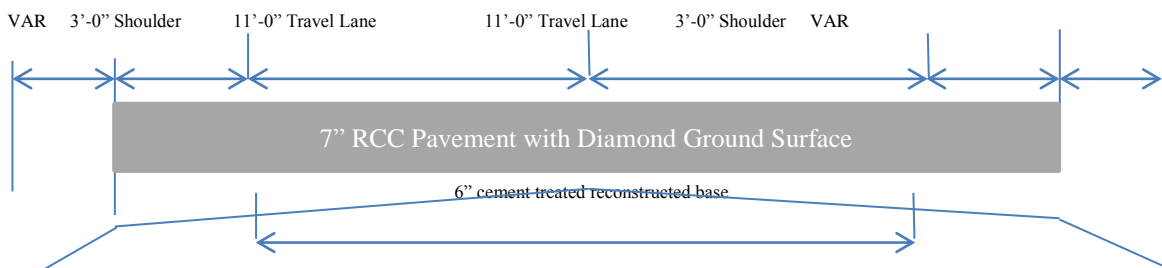 VAR 3’-0” Shoulder 11’-0” Travel Lane 11’-0” Travel Lane 3’-0” Shoulder VAR
7” RCC Pavement with Diamond Ground Surface
6” cement treated reconstructed base